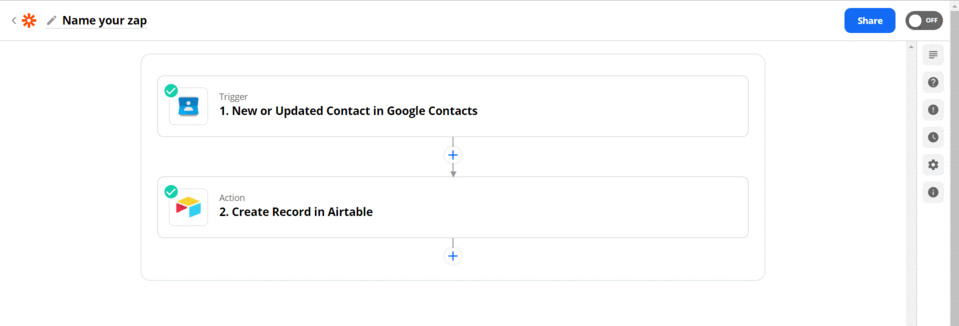 Name your zap
Share
OFF
Trigger
1. New or Updated Contact in Google Contacts
Action
2. Create Record in Airtable